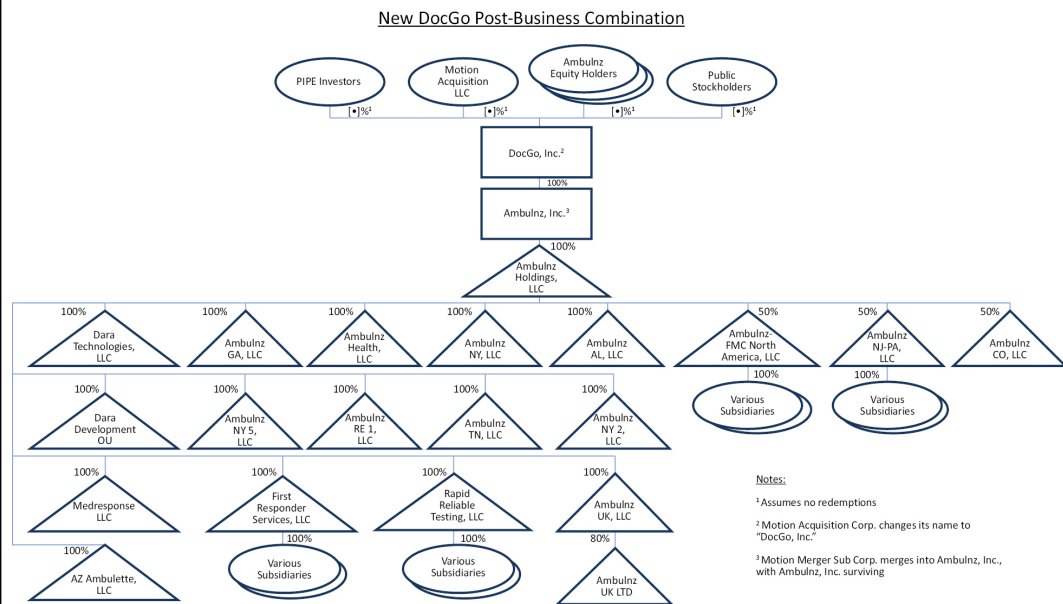 New DocGo Post-Business Combination
PIPE Investors
Motion
Acquisition
LLC
Ambulnz
Equity Holders
Public
Stockholders
[•]%¹
[•]%¹
[•]%¹
[•]%¹
DocGo, Inc.²
100%
Ambulnz, Inc.³
100%
Ambulnz
Holdings,
LLC
100%
Dara
Technologies,
LLC
100%
Ambulnz
GA, LLC
100%
Ambulnz
Health,
LLC
100%
Ambulnz
NY, LLC
100%
Ambulnz
AL, LLC
50%
Ambulnz-
FMC North
America, LLC
50%
Ambulnz
NJ-PA,
LLC
50%
Ambulnz
CO, LLC
100%
Various
Subsidiaries
100%
Various
Subsidiaries
100%
Dara
Development
OU
100%
Ambulnz
NY 5,
LLC
100%
Ambulnz
RE 1,
LLC
100%
Ambulnz
TN, LLC
100%
Ambulnz
NY 2,
LLC
100%
Medresponse
LLC
100%
First
Responder
Services, LLC
100%
Rapid
Reliable
Testing, LLC
100%
Ambulnz
UK, LLC
100%
AZ Ambulette,
LLC
100%
Various
Subsidiaries
100%
Various
Subsidiaries
80%
Ambulnz
UK LTD
Notes:
¹ Assumes no redemptions
² Motion Acquisition Corp. changes its name to
“DocGo, Inc.”
³ Motion Merger Sub Corp. merges into Ambulnz, Inc.,
with Ambulnz, Inc. surviving